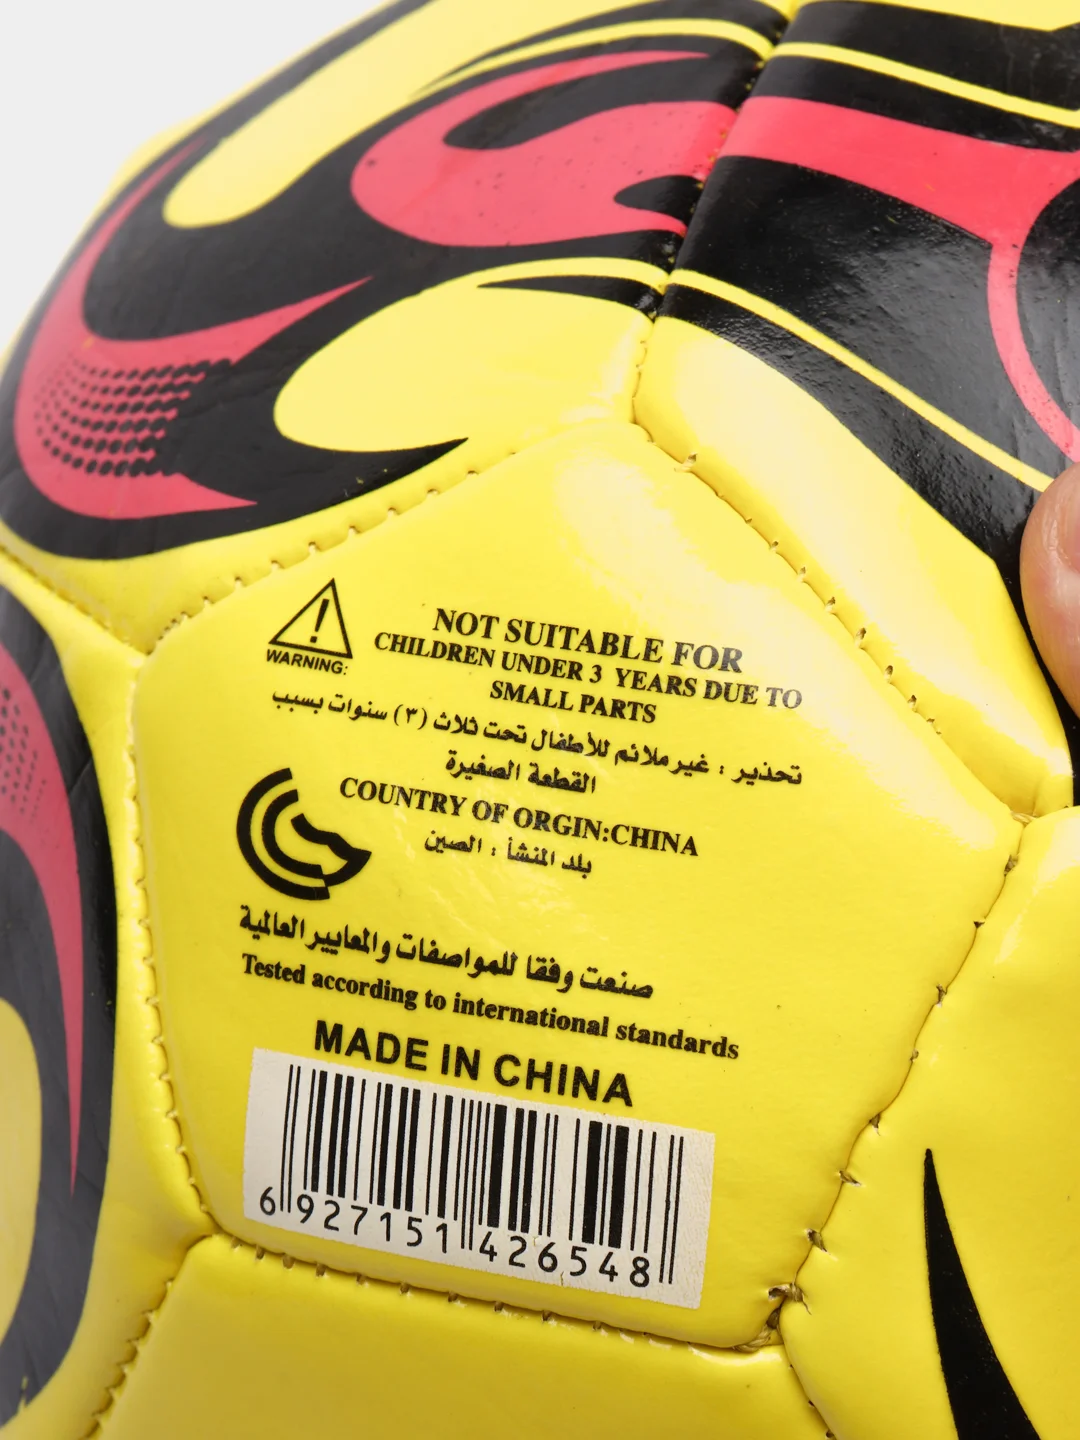 WARNING:
NOT SUITABLE FOR
CHILDREN UNDER 3 YEARS DUE TO
SMALL PARTS
تحذير : غير ملائم للأطفال تحت ثلاث (٣) سنوات بسبب
القطعة الصغيرة
COUNTRY OF ORGIN:CHINA
بلد المنشأ : الصين
صنعت وفقا للمواصفات والمعايير العالمية
Tested according to international standards
MADE IN CHINA
6 927151 426548